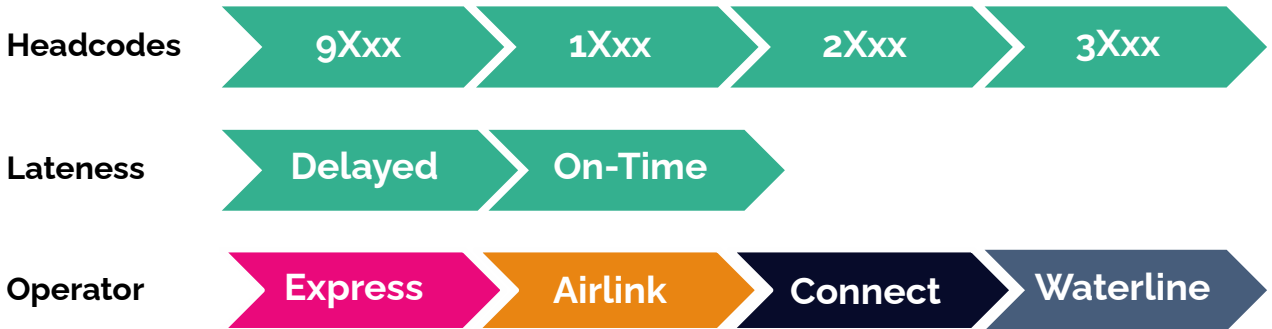 Headcodes 9Xxx 1Xxx 2Xxx 3Xxx
Lateness Delayed On-Time
Operator Express Airlink Connect Waterline